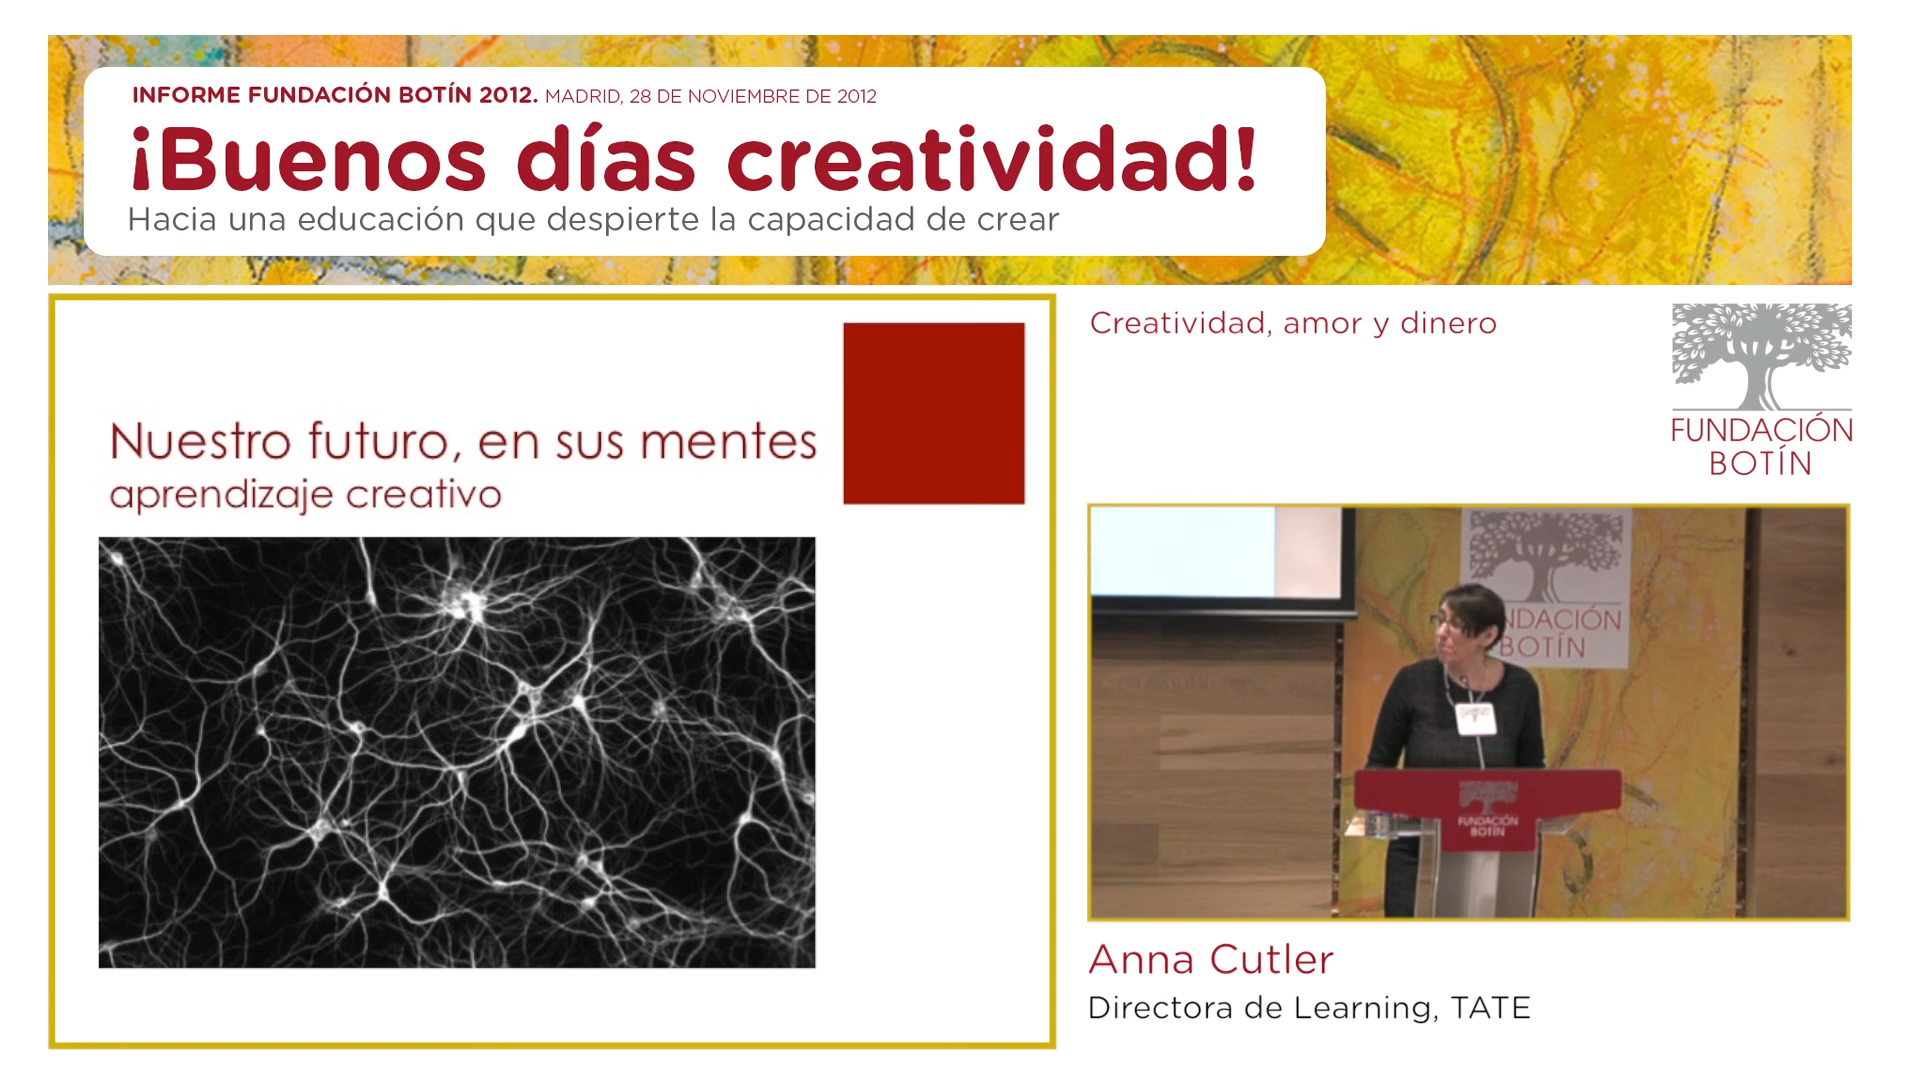 INFORME FUNDACIÓN BOTÍN 2012. MADRID, 28 DE NOVIEMBRE DE 2012
¡Buenos días creatividad!
Hacia una educación que despierte la capacidad de crear
Nuestro futuro, en sus mentes
aprendizaje creativo
Creatividad, amor y dinero
FUNDACIÓN
BOTÍN
NDACIÓN
BOTÍN
FUNDACIÓN
BOTÍN
Anna Cutler
Directora de Learning, TATE